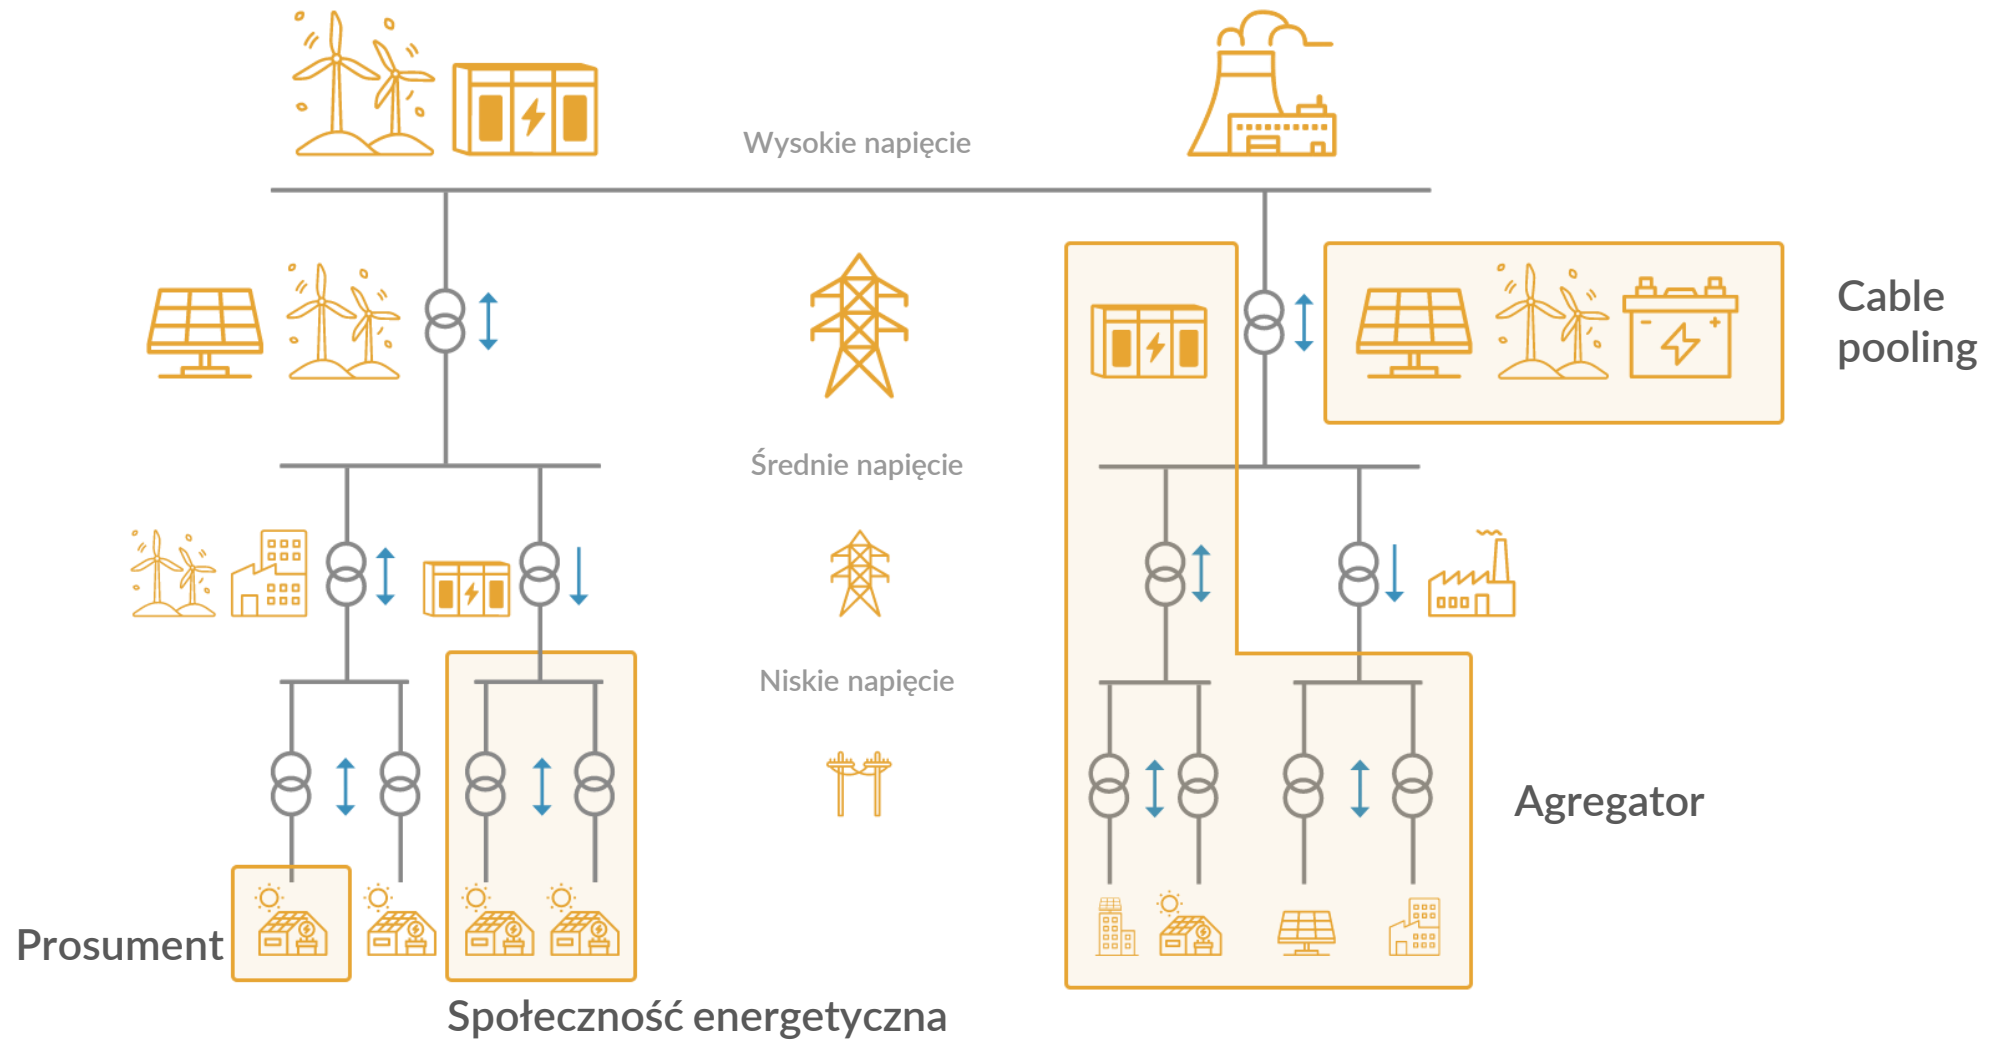 Wysokie napięcie
Cable
pooling
Średnie napięcie
Niskie napięcie
Agregator
Prosument
Społeczność energetyczna